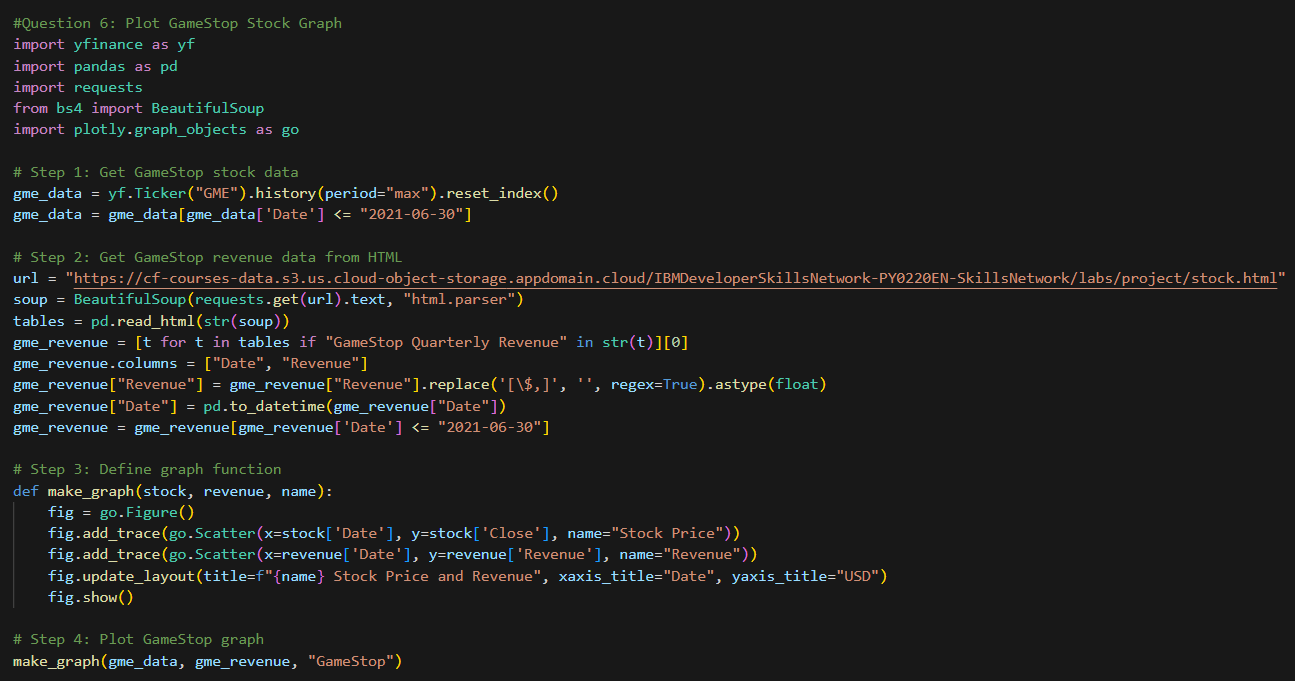 #Question 6: Plot GameStop Stock Graph
import yfinance as yf
import pandas as pd
import requests
from bs4 import BeautifulSoup
import plotly.graph_objects as go

# Step 1: Get GameStop stock data
gme_data = yf.Ticker("GME").history(period="max").reset_index()
gme_data = gme_data[gme_data['Date'] <= "2021-06-30"]

# Step 2: Get GameStop revenue data from HTML
url = "https://cf-courses-data.s3.us.cloud-object-storage.appdomain.cloud/IBMDeveloperSkillsNetwork-PY0220EN-SkillsNetwork/labs/project/stock.html"
soup = BeautifulSoup(requests.get(url).text, "html.parser")
tables = pd.read_html(str(soup))
gme_revenue = [t for t in tables if "GameStop Quarterly Revenue" in str(t)][0]
gme_revenue.columns = ["Date", "Revenue"]
gme_revenue["Revenue"] = gme_revenue["Revenue"].replace('[\$,]', '', regex=True).astype(float)
gme_revenue["Date"] = pd.to_datetime(gme_revenue["Date"])
gme_revenue = gme_revenue[gme_revenue['Date'] <= "2021-06-30"]

# Step 3: Define graph function
def make_graph(stock, revenue, name):
    fig = go.Figure()
    fig.add_trace(go.Scatter(x=stock['Date'], y=stock['Close'], name="Stock Price"))
    fig.add_trace(go.Scatter(x=revenue['Date'], y=revenue['Revenue'], name="Revenue"))
    fig.update_layout(title=f"{name} Stock Price and Revenue", xaxis_title="Date", yaxis_title="USD")
    fig.show()

# Step 4: Plot GameStop graph
make_graph(gme_data, gme_revenue, "GameStop")